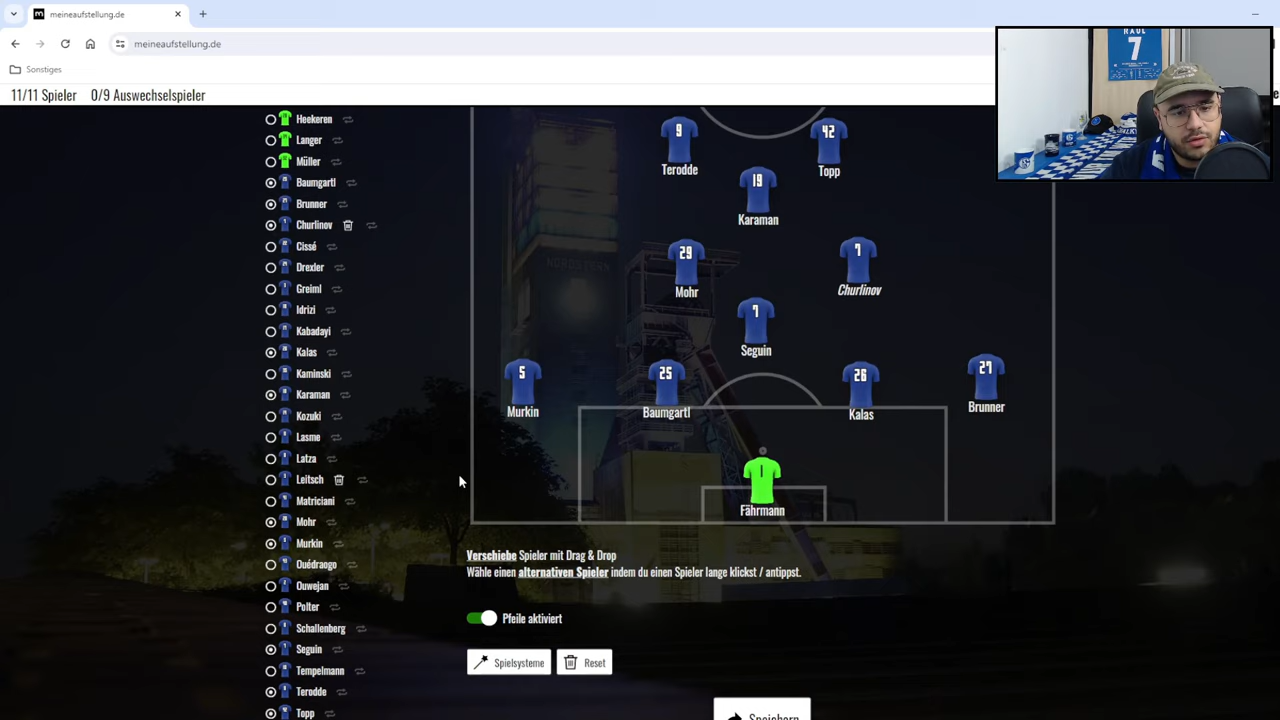 meineaufstellung.de
meineaufstellung.de
Sonstiges
RAUL
7
11/11 Spieler 0/9 Auswechselspieler
Heekeren
Langer
Müller
Baumgartl
Brunner
Churlinov
Cissé
Drexler
Greiml
Idrizi
Kabadayi
Kalas
Kaminski
Karaman
Kozuki
Lasme
Latza
Leitsch
Matriciani
Mohr
Murkin
Ouédraogo
Ouwejan
Polter
Schallenberg
Seguin
Tempelmann
Terodde
Topp
NORDSTERN
9
Terodde
42
Topp
19
Karaman
29
Mohr
7
Churlinov
7
Seguin
5
Murkin
25
Baumgartl
26
Kalas
27
Brunner
1
Fährmann
Verschiebe Spieler mit Drag & Drop
Wähle einen alternativen Spieler indem du einen Spieler lange klickst / antippst.
Pfeile aktiviert
Spielsysteme
Reset
Speichern